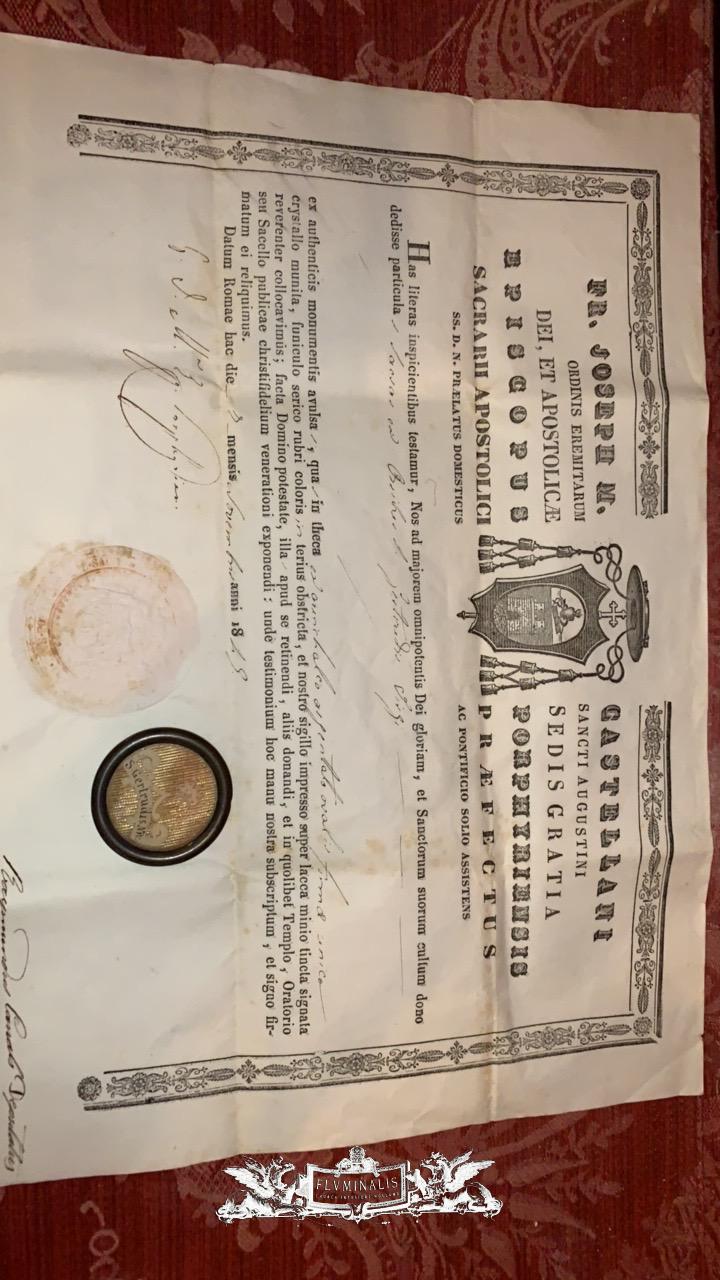 FR. JOSEPH M. CASTELLANI
ORDINIS EREMITARUM SANCTI AUGUSTINI
DEI, ET APOSTOLICÆ SEDIS GRATIA
EPISCOPUS PORPHYRIENSIS
SACRARII APOSTOLICI PRÆFECTUS
SS. D. N. PRÆLATUS DOMESTICUS AC PONTIFICIO SOLIO ASSISTENS
Has literas inspicientibus testamur, Nos ad majorem omnipotentis Dei gloriam, et Sanctorum suorum cultum dono
dedisse particula
ex authenticis monumentis avulsa, qua in theca
crystallo munita, funiculo serico rubri coloris in terius obstricta, et nostro sigillo impresso super lacca minio tincta signata
reverenter collocavimus; facta Domino potestate, illa apud se retinendi, aliis donandi, et in quolibet Templo, Oratorio
seu Sacello publicae christifidelium venerationi exponendi: unde testimonium hoc manu nostra subscriptum, et signo fir-
matum ei reliquimus.
Datum Romae hac die mensis anni 18
S Gertrudis
FLVMINALIS